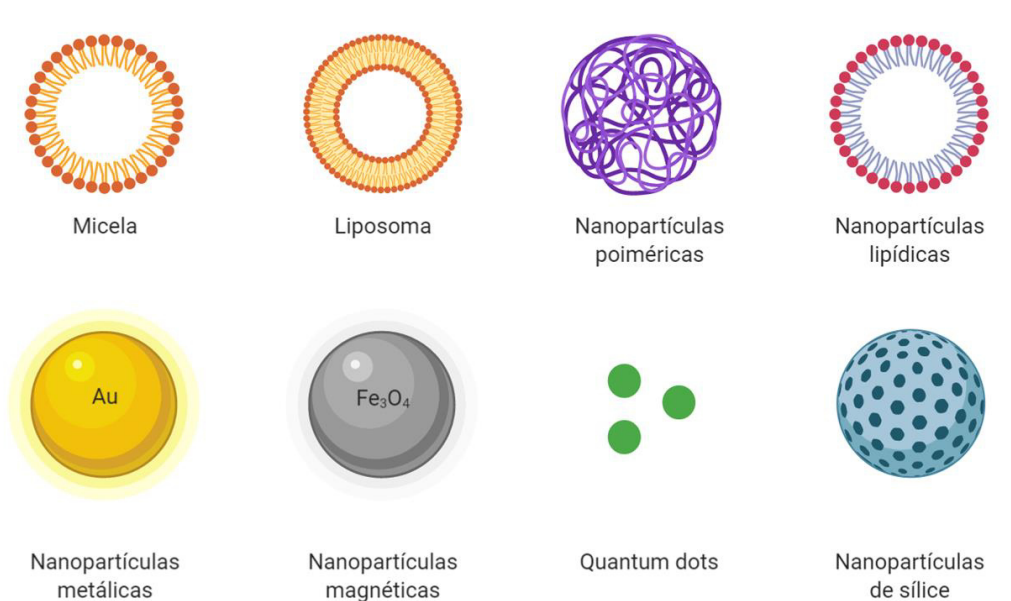 Micela
Liposoma
Nanopartículas
poiméricas
Nanopartículas
lipídicas
Au
Fe₃O₄
Nanopartículas
metálicas
Nanopartículas
magnéticas
Quantum dots
Nanopartículas
de sílice